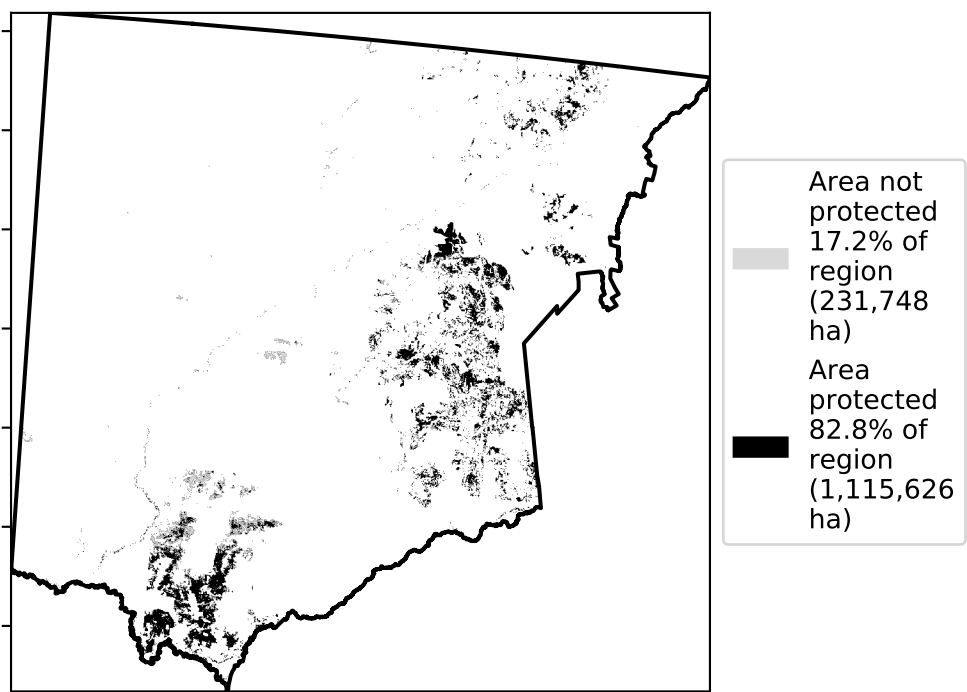 Area not
protected
17.2% of
region
(231,748
ha)
Area
protected
82.8% of
region
(1,115,626
ha)